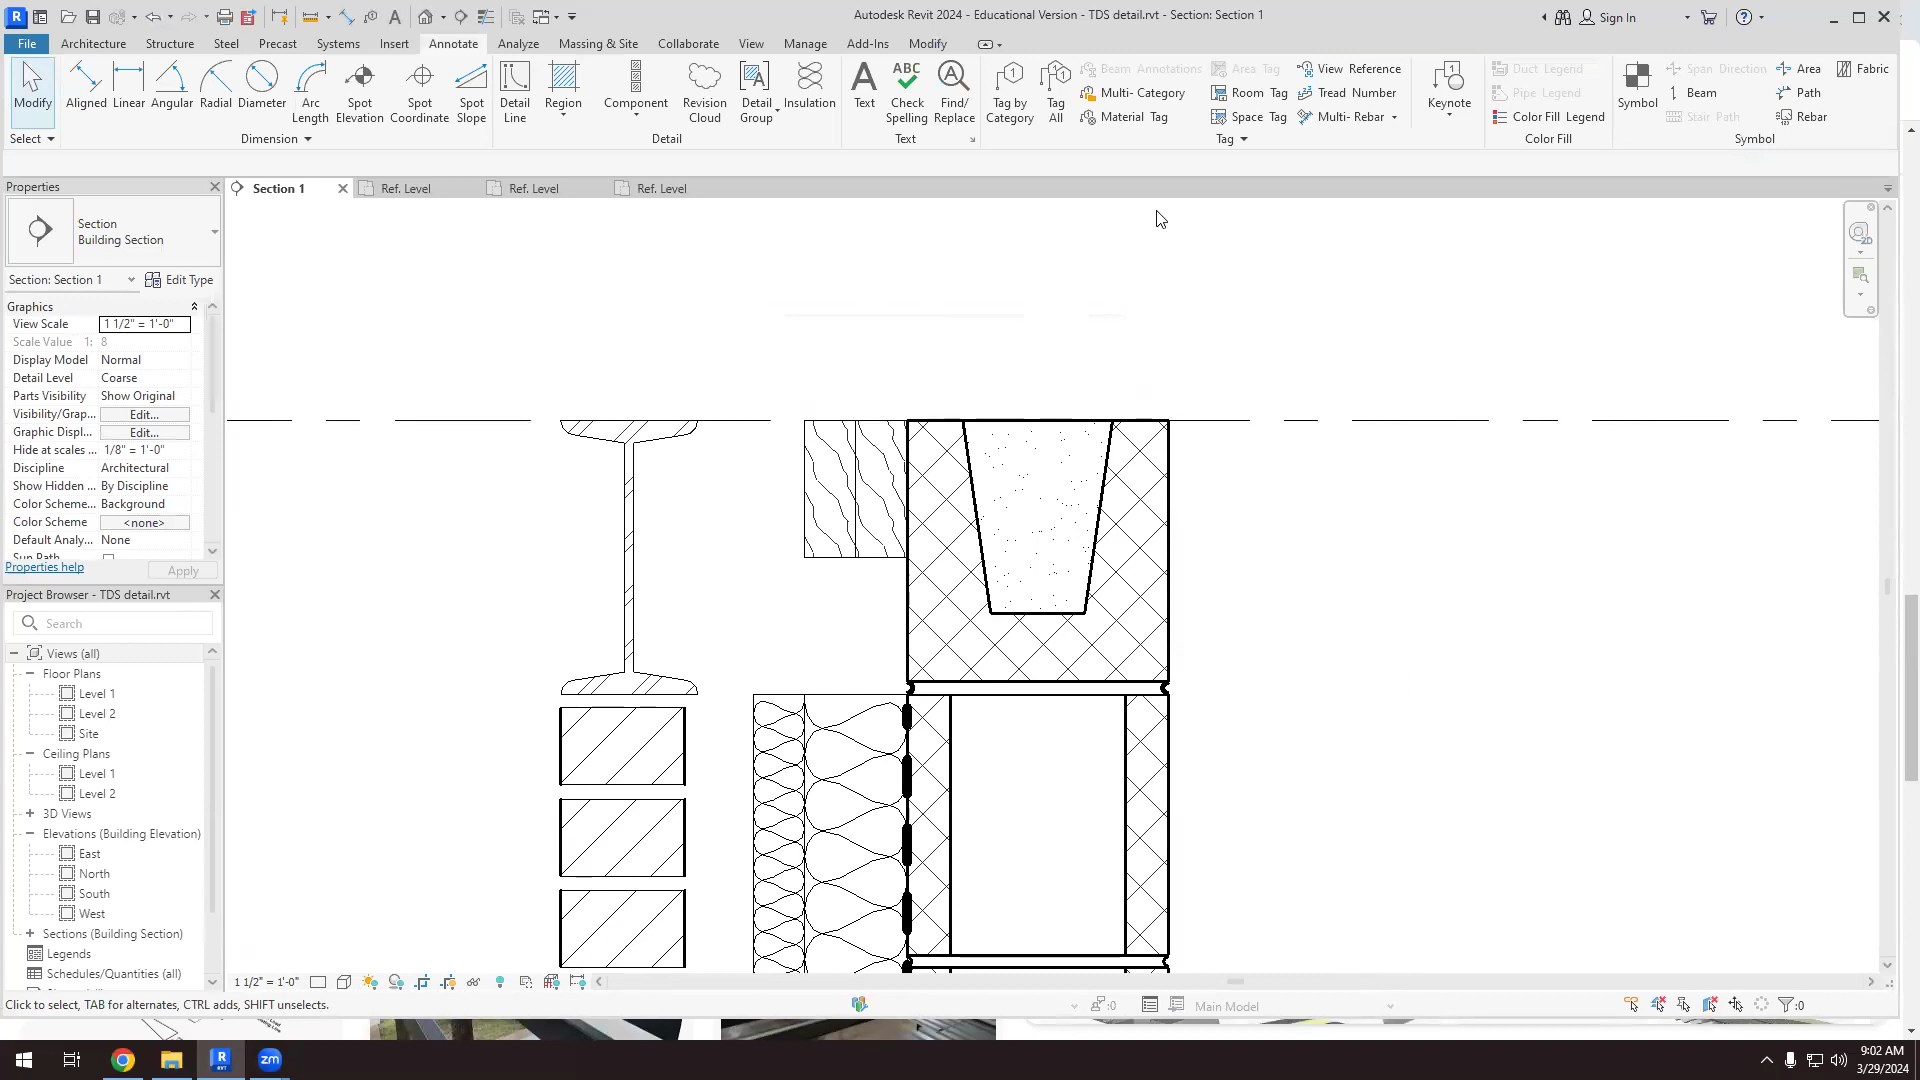 Autodesk Revit 2024 - Educational Version - TDS detail.rvt - Section: Section 1
Sign In
File Architecture Structure Steel Precast Systems Insert Annotate Analyze Massing & Site Collaborate View Manage Add-Ins Modify
Modify
Aligned Linear Angular Radial Diameter Arc Length Spot Elevation Spot Coordinate Spot Slope
Detail Line Region Component Revision Cloud Detail Group Insulation
Text ABC Check Spelling Find/ Replace
Tag by Category Tag All
Beam Annotations Area Tag View Reference
Multi- Category Room Tag Tread Number
Material Tag Space Tag Multi- Rebar
Keynote
Duct Legend
Pipe Legend
Color Fill Legend
Symbol
Span Direction Area Fabric
Beam Path
Stair Path Rebar
Select Dimension Detail Text Tag Color Fill Symbol
Properties
Section 1 Ref. Level Ref. Level Ref. Level
Section
Building Section
Section: Section 1 Edit Type
Graphics
View Scale 1 1/2" = 1'-0"
Scale Value 1: 8
Display Model Normal
Detail Level Coarse
Parts Visibility Show Original
Visibility/Grap... Edit...
Graphic Displ... Edit...
Hide at scales ... 1/8" = 1'-0"
Discipline Architectural
Show Hidden ... By Discipline
Color Scheme... Background
Color Scheme <none>
Default Analy... None
Sun Path
Properties help Apply
Project Browser - TDS detail.rvt
Search
Views (all)
Floor Plans
Level 1
Level 2
Site
Ceiling Plans
Level 1
Level 2
3D Views
Elevations (Building Elevation)
East
North
South
West
Sections (Building Section)
Legends
Schedules/Quantities (all)
2D
1 1/2" = 1'-0"
Click to select, TAB for alternates, CTRL adds, SHIFT unselects.
:0 Main Model :0
zm
9:02 AM
3/29/2024